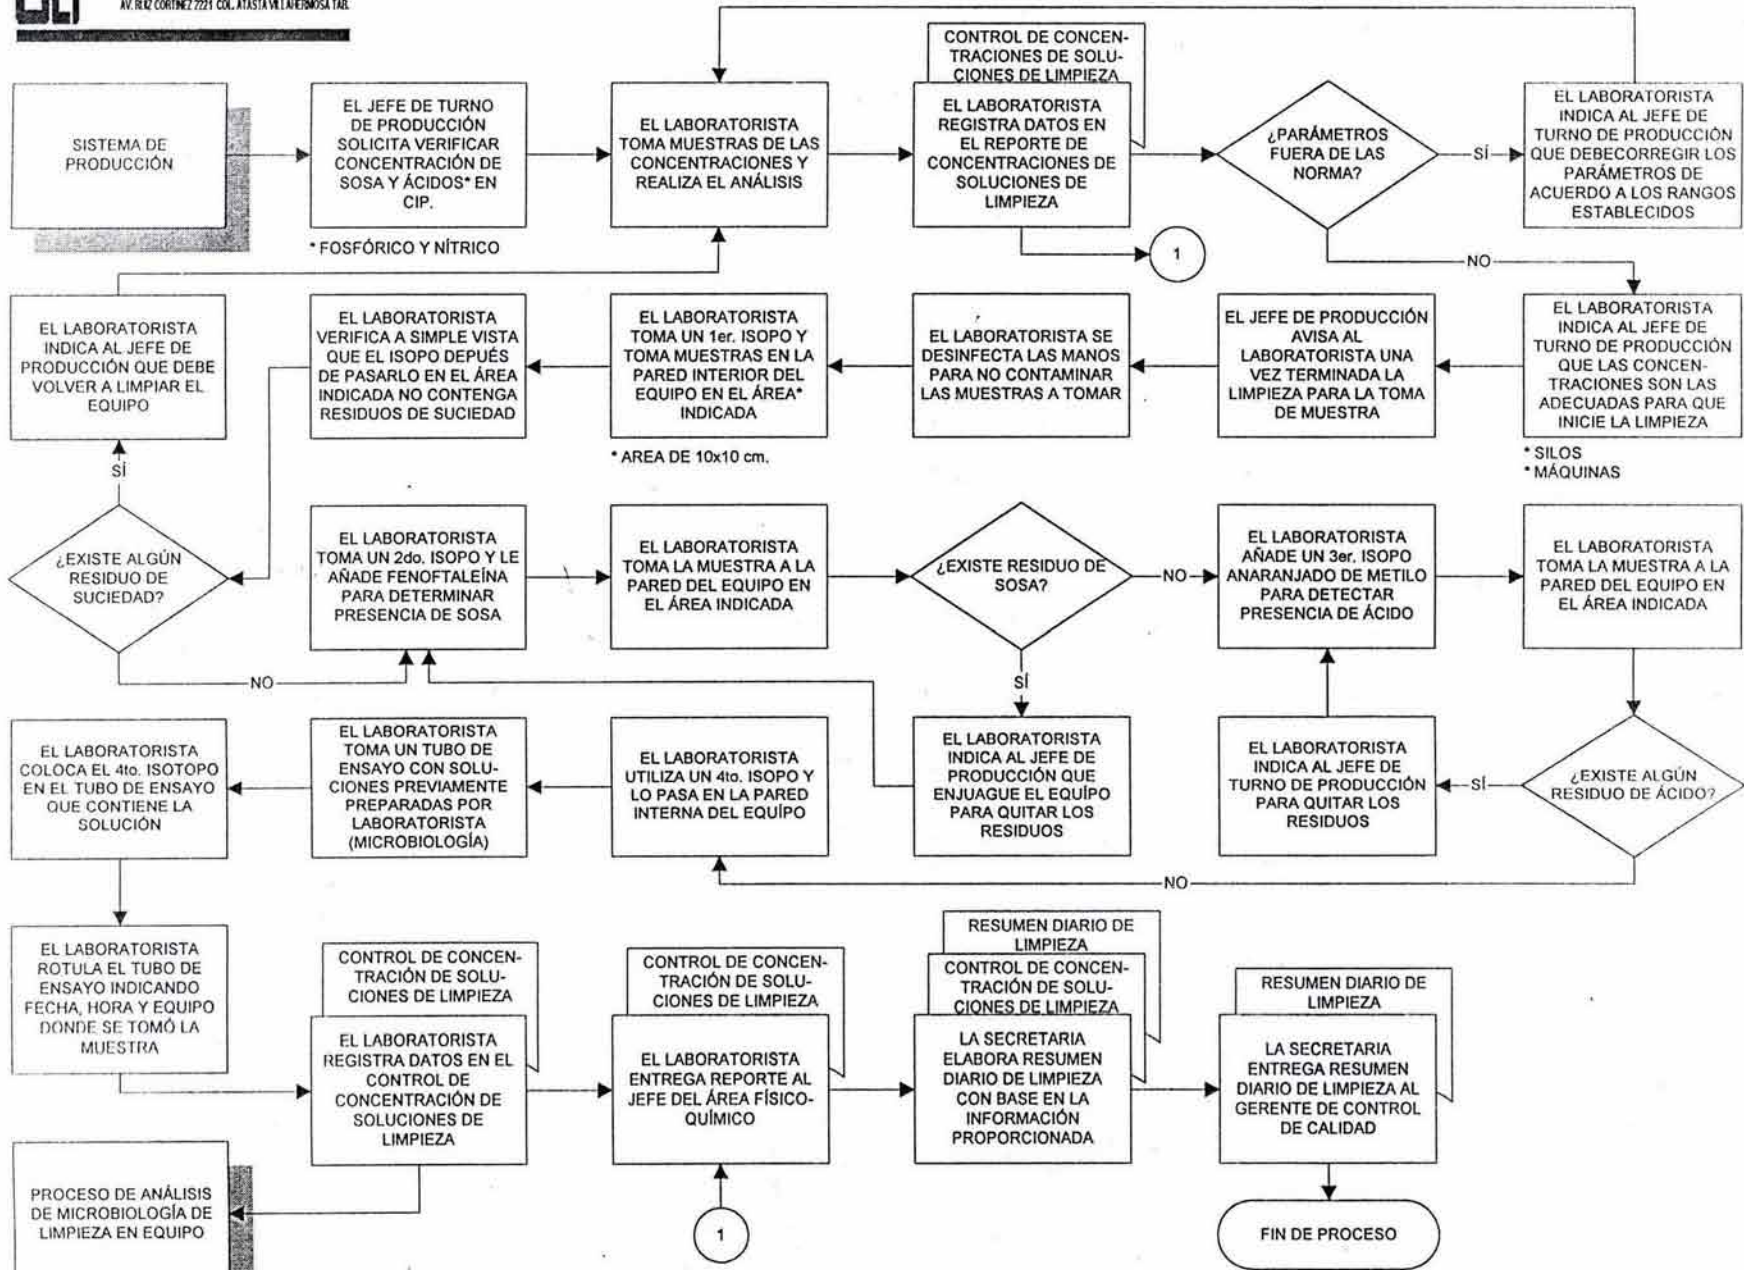 AV. RUIZ CORTINEZ 2221 COL. ATASTA VILLAHERMOSA TAB.
SISTEMA DE
PRODUCCIÓN
EL JEFE DE TURNO
DE PRODUCCIÓN
SOLICITA VERIFICAR
CONCENTRACIÓN DE
SOSA Y ÁCIDOS* EN
CIP.
* FOSFÓRICO Y NÍTRICO
EL LABORATORISTA
TOMA MUESTRAS DE LAS
CONCENTRACIONES Y
REALIZA EL ANÁLISIS
CONTROL DE CONCEN-
TRACIONES DE SOLU-
CIONES DE LIMPIEZA
EL LABORATORISTA
REGISTRA DATOS EN
EL REPORTE DE
CONCENTRACIONES DE
SOLUCIONES DE
LIMPIEZA
1
¿PARÁMETROS
FUERA DE LAS
NORMA?
SÍ
NO
EL LABORATORISTA
INDICA AL JEFE DE
TURNO DE PRODUCCIÓN
QUE DEBECORREGIR LOS
PARÁMETROS DE
ACUERDO A LOS RANGOS
ESTABLECIDOS
EL LABORATORISTA
INDICA AL JEFE DE
TURNO DE PRODUCCIÓN
QUE LAS CONCEN-
TRACIONES SON LAS
ADECUADAS PARA QUE
INICIE LA LIMPIEZA
* SILOS
* MÁQUINAS
EL JEFE DE PRODUCCIÓN
AVISA AL
LABORATORISTA UNA
VEZ TERMINADA LA
LIMPIEZA PARA LA TOMA
DE MUESTRA
EL LABORATORISTA SE
DESINFECTA LAS MANOS
PARA NO CONTAMINAR
LAS MUESTRAS A TOMAR
EL LABORATORISTA
TOMA UN 1er. ISOPO Y
TOMA MUESTRAS EN LA
PARED INTERIOR DEL
EQUIPO EN EL ÁREA*
INDICADA
* AREA DE 10x10 cm.
EL LABORATORISTA
VERIFICA A SIMPLE VISTA
QUE EL ISOPO DEPUÉS
DE PASARLO EN EL ÁREA
INDICADA NO CONTENGA
RESIDUOS DE SUCIEDAD
EL LABORATORISTA
INDICA AL JEFE DE
PRODUCCIÓN QUE DEBE
VOLVER A LIMPIAR EL
EQUIPO
SÍ
¿EXISTE ALGÚN
RESIDUO DE
SUCIEDAD?
NO
EL LABORATORISTA
TOMA UN 2do. ISOPO Y LE
AÑADE FENOFTALEÍNA
PARA DETERMINAR
PRESENCIA DE SOSA
EL LABORATORISTA
TOMA LA MUESTRA A LA
PARED DEL EQUIPO EN
EL ÁREA INDICADA
¿EXISTE RESIDUO DE
SOSA?
NO
SÍ
EL LABORATORISTA
AÑADE UN 3er. ISOPO
ANARANJADO DE METILO
PARA DETECTAR
PRESENCIA DE ÁCIDO
EL LABORATORISTA
TOMA LA MUESTRA A LA
PARED DEL EQUIPO EN
EL ÁREA INDICADA
¿EXISTE ALGÚN
RESIDUO DE ÁCIDO?
SÍ
NO
EL LABORATORISTA
INDICA AL JEFE DE
TURNO DE PRODUCCIÓN
PARA QUITAR LOS
RESIDUOS
EL LABORATORISTA
INDICA AL JEFE DE
PRODUCCIÓN QUE
ENJUAGUE EL EQUÍPO
PARA QUITAR LOS
RESIDUOS
EL LABORATORISTA
UTILIZA UN 4to. ISOPO Y
LO PASA EN LA PARED
INTERNA DEL EQUÍPO
EL LABORATORISTA
TOMA UN TUBO DE
ENSAYO CON SOLU-
CIONES PREVIAMENTE
PREPARADAS POR
LABORATORISTA
(MICROBIOLOGÍA)
EL LABORATORISTA
COLOCA EL 4to. ISOTOPO
EN EL TUBO DE ENSAYO
QUE CONTIENE LA
SOLUCIÓN
EL LABORATORISTA
ROTULA EL TUBO DE
ENSAYO INDICANDO
FECHA, HORA Y EQUIPO
DONDE SE TOMÓ LA
MUESTRA
CONTROL DE CONCEN-
TRACIÓN DE SOLU-
CIONES DE LIMPIEZA
EL LABORATORISTA
REGISTRA DATOS EN EL
CONTROL DE
CONCENTRACIÓN DE
SOLUCIONES DE
LIMPIEZA
CONTROL DE CONCEN-
TRACIÓN DE SOLU-
CIONES DE LIMPIEZA
EL LABORATORISTA
ENTREGA REPORTE AL
JEFE DEL ÁREA FÍSICO-
QUÍMICO
RESUMEN DIARIO DE
LIMPIEZA
CONTROL DE CONCEN-
TRACIÓN DE SOLU-
CIONES DE LIMPIEZA
LA SECRETARIA
ELABORA RESUMEN
DIARIO DE LIMPIEZA
CON BASE EN LA
INFORMACIÓN
PROPORCIONADA
RESUMEN DIARIO DE
LIMPIEZA
LA SECRETARIA
ENTREGA RESUMEN
DIARIO DE LIMPIEZA AL
GERENTE DE CONTROL
DE CALIDAD
PROCESO DE ANÁLISIS
DE MICROBIOLOGÍA DE
LIMPIEZA EN EQUIPO
1
FIN DE PROCESO